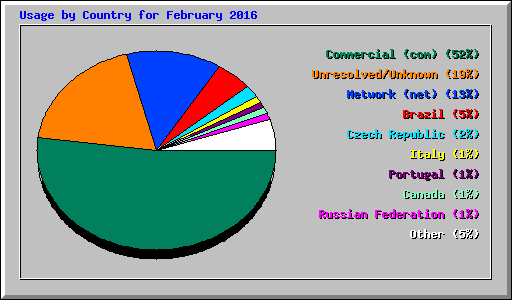 Usage by Country for February 2016
Commercial (com) (52%)
Unresolved/Unknown (19%)
Network (net) (13%)
Brazil (5%)
Czech Republic (2%)
Italy (1%)
Portugal (1%)
Canada (1%)
Russian Federation (1%)
Other (5%)